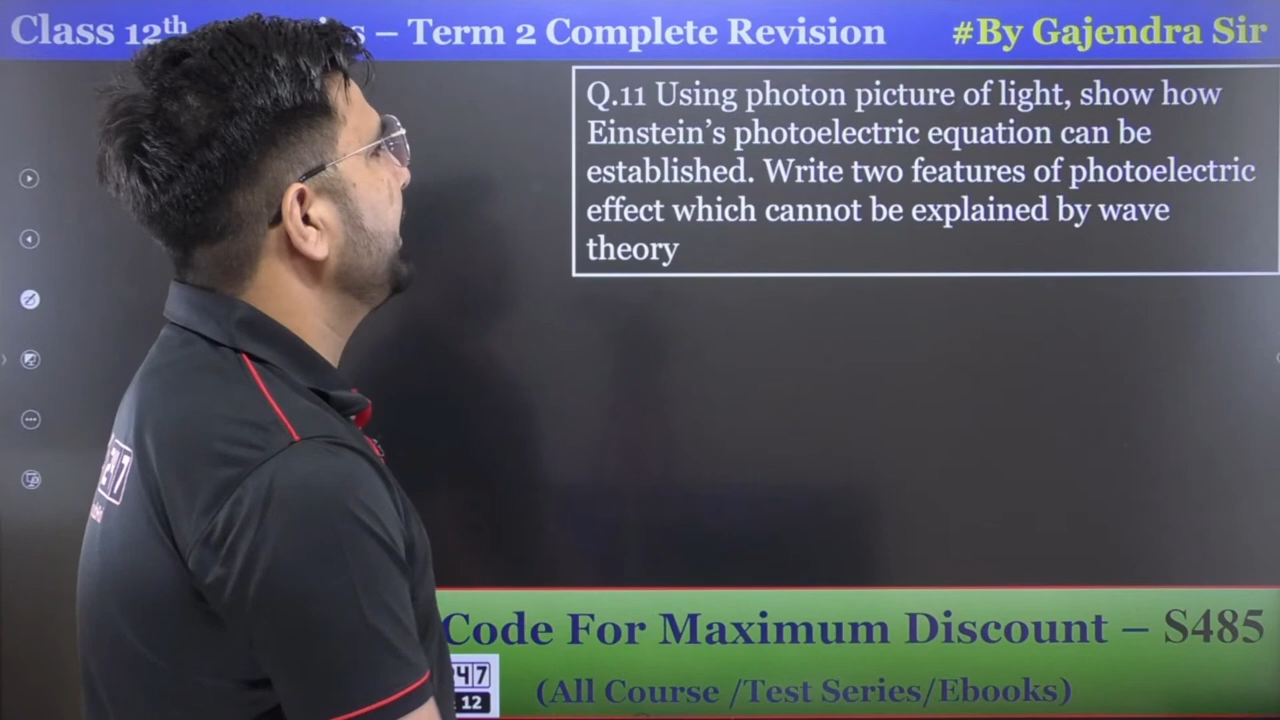 Class 12th – Term 2 Complete Revision
#By Gajendra Sir
Q.11 Using photon picture of light, show how
Einstein's photoelectric equation can be
established. Write two features of photoelectric
effect which cannot be explained by wave
theory
Code For Maximum Discount – S485
(All Course /Test Series/Ebooks)
247
12